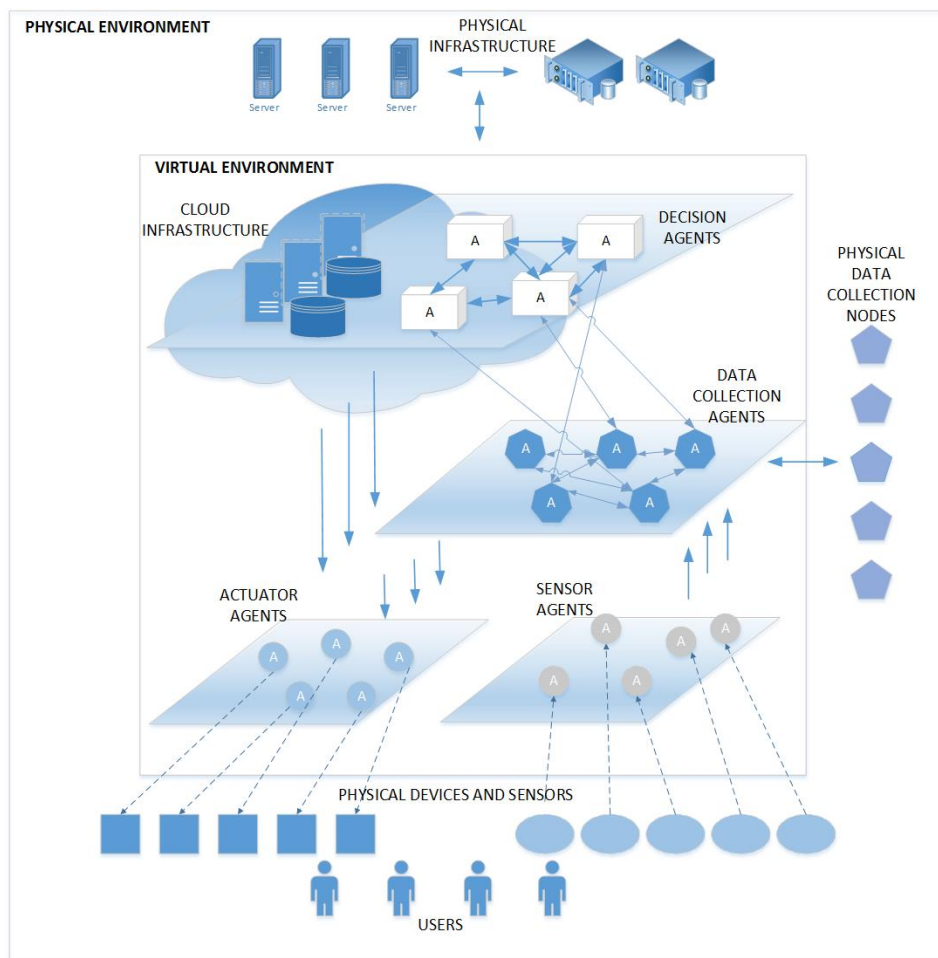 PHYSICAL ENVIRONMENT
PHYSICAL
INFRASTRUCTURE
Server
Server
Server
VIRTUAL ENVIRONMENT
CLOUD
INFRASTRUCTURE
DECISION
AGENTS
A
A
A
A
PHYSICAL
DATA
COLLECTION
NODES
DATA
COLLECTION
AGENTS
A
A
A
A
A
ACTUATOR
AGENTS
A
A
A
A
A
SENSOR
AGENTS
A
A
A
A
A
PHYSICAL DEVICES AND SENSORS
USERS